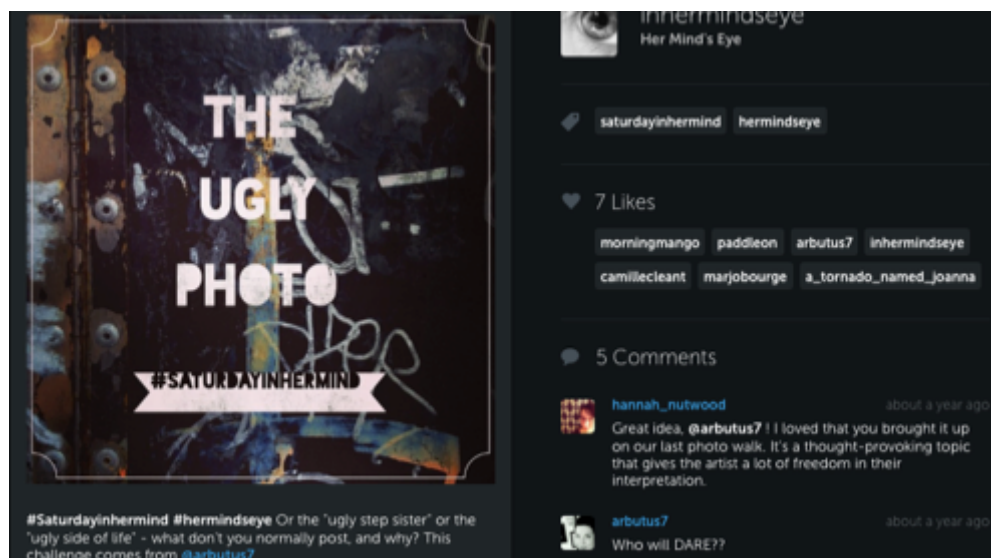 THE
UGLY
PHOTO
#SATURDAYINHERMIND
#Saturdayinhermind #hermindseye Or the "ugly step sister" or the
"ugly side of life" - what don't you normally post, and why? This
challenge comes from @arbutus7
inhermindseye
Her Mind's Eye
saturdayinhermind hermindseye
7 Likes
morningmango paddleon arbutus7 inhermindseye
camillecleant marjobourge a_tornado_named_joanna
5 Comments
hannah_nutwood about a year ago
Great idea, @arbutus7 ! I loved that you brought it up
on our last photo walk. It's a thought-provoking topic
that gives the artist a lot of freedom in their
interpretation.
arbutus7 about a year ago
Who will DARE??